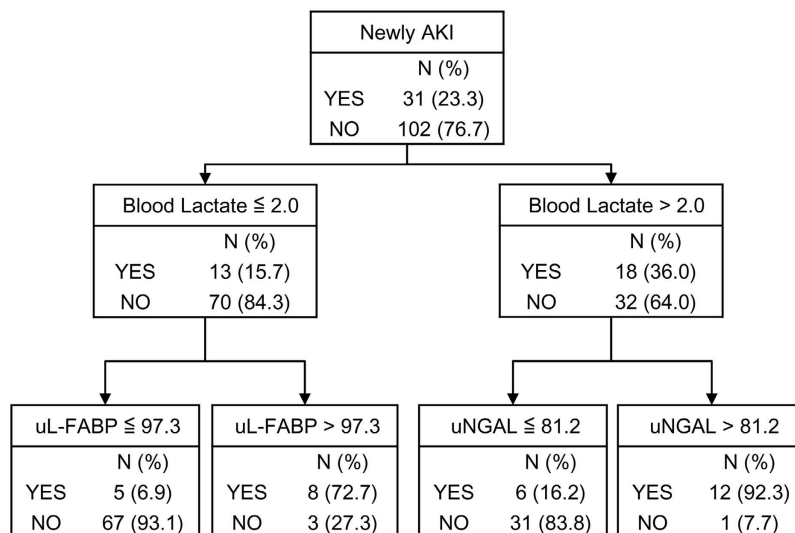 Newly AKI
N (%)
YES 31 (23.3)
NO 102 (76.7)
Blood Lactate ≦ 2.0
N (%)
YES 13 (15.7)
NO 70 (84.3)
Blood Lactate > 2.0
N (%)
YES 18 (36.0)
NO 32 (64.0)
uL-FABP ≦ 97.3
N (%)
YES 5 (6.9)
NO 67 (93.1)
uL-FABP > 97.3
N (%)
YES 8 (72.7)
NO 3 (27.3)
uNGAL ≦ 81.2
N (%)
YES 6 (16.2)
NO 31 (83.8)
uNGAL > 81.2
N (%)
YES 12 (92.3)
NO 1 (7.7)